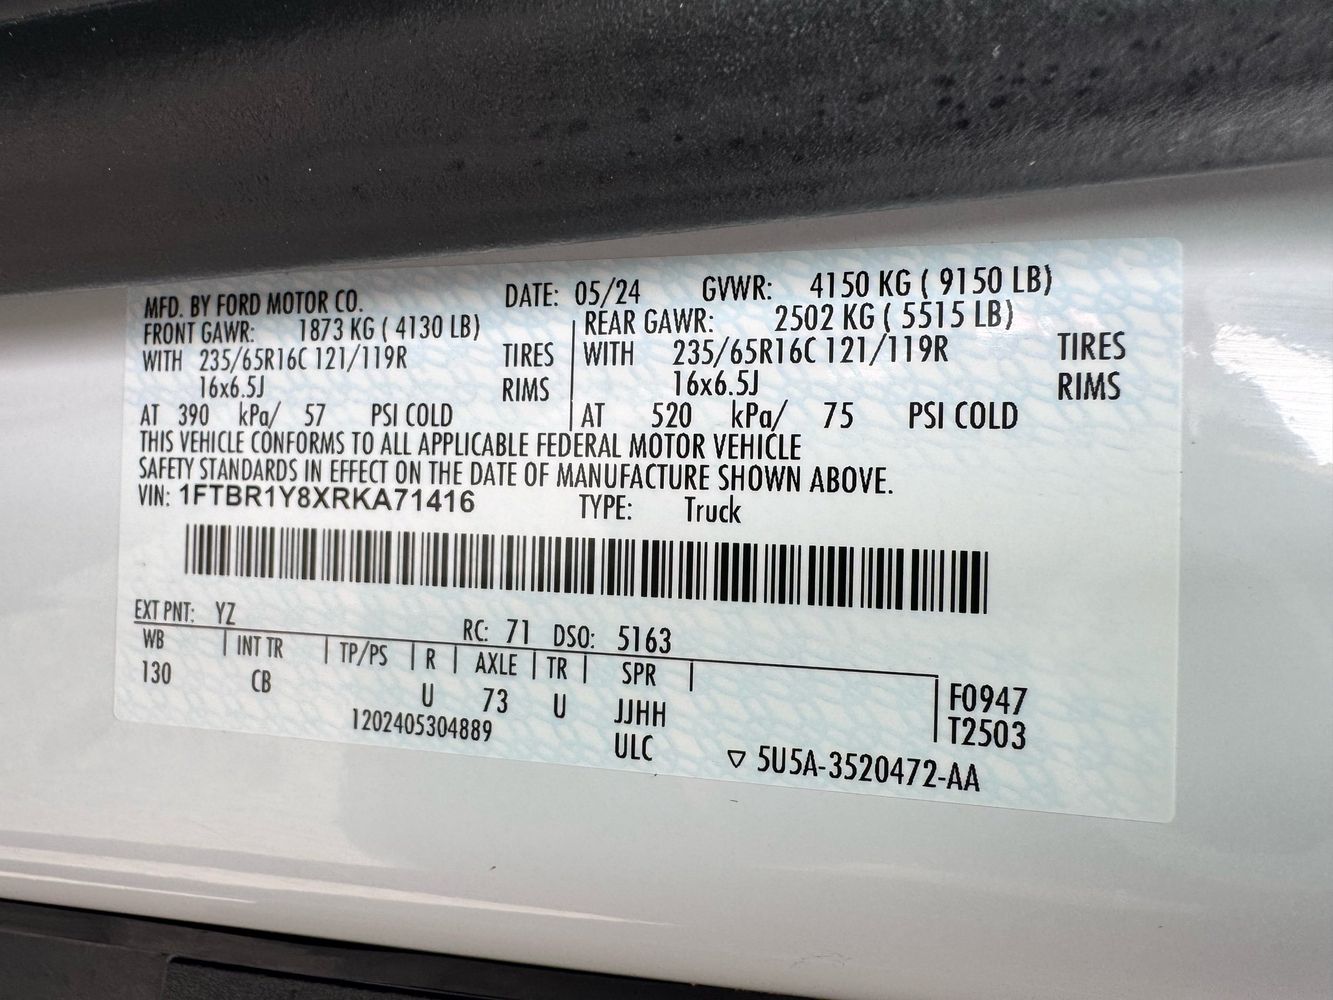 MFD. BY FORD MOTOR CO. DATE: 05/24 GVWR: 4150 KG ( 9150 LB)
FRONT GAWR: 1873 KG ( 4130 LB) REAR GAWR: 2502 KG ( 5515 LB)
WITH 235/65R16C 121/119R TIRES WITH 235/65R16C 121/119R TIRES
16x6.5J RIMS 16x6.5J RIMS
AT 390 kPa/ 57 PSI COLD AT 520 kPa/ 75 PSI COLD
THIS VEHICLE CONFORMS TO ALL APPLICABLE FEDERAL MOTOR VEHICLE
SAFETY STANDARDS IN EFFECT ON THE DATE OF MANUFACTURE SHOWN ABOVE.
VIN: 1FTBR1Y8XRKA71416 TYPE: Truck
EXT PNT: YZ RC: 71 DSO: 5163
WB INT TR TP/PS R AXLE TR SPR
130 CB U 73 U JJHH F0947
1202405304889 ULC T2503
5U5A-3520472-AA